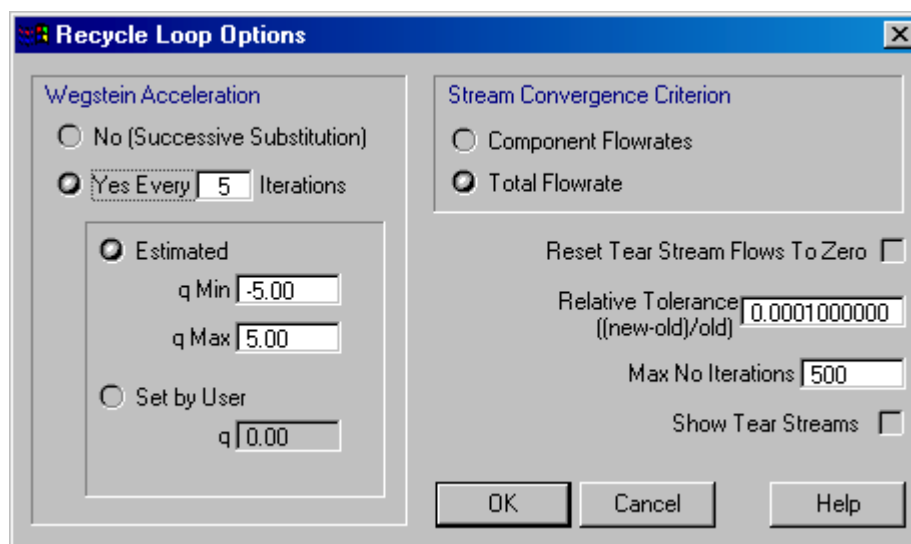 Recycle Loop Options
Wegstein Acceleration
No (Successive Substitution)
Yes Every 5 Iterations
Estimated
q Min -5.00
q Max 5.00
Set by User
q 0.00
Stream Convergence Criterion
Component Flowrates
Total Flowrate
Reset Tear Stream Flows To Zero
Relative Tolerance 0.0001000000
((new-old)/old)
Max No Iterations 500
Show Tear Streams
OK Cancel Help